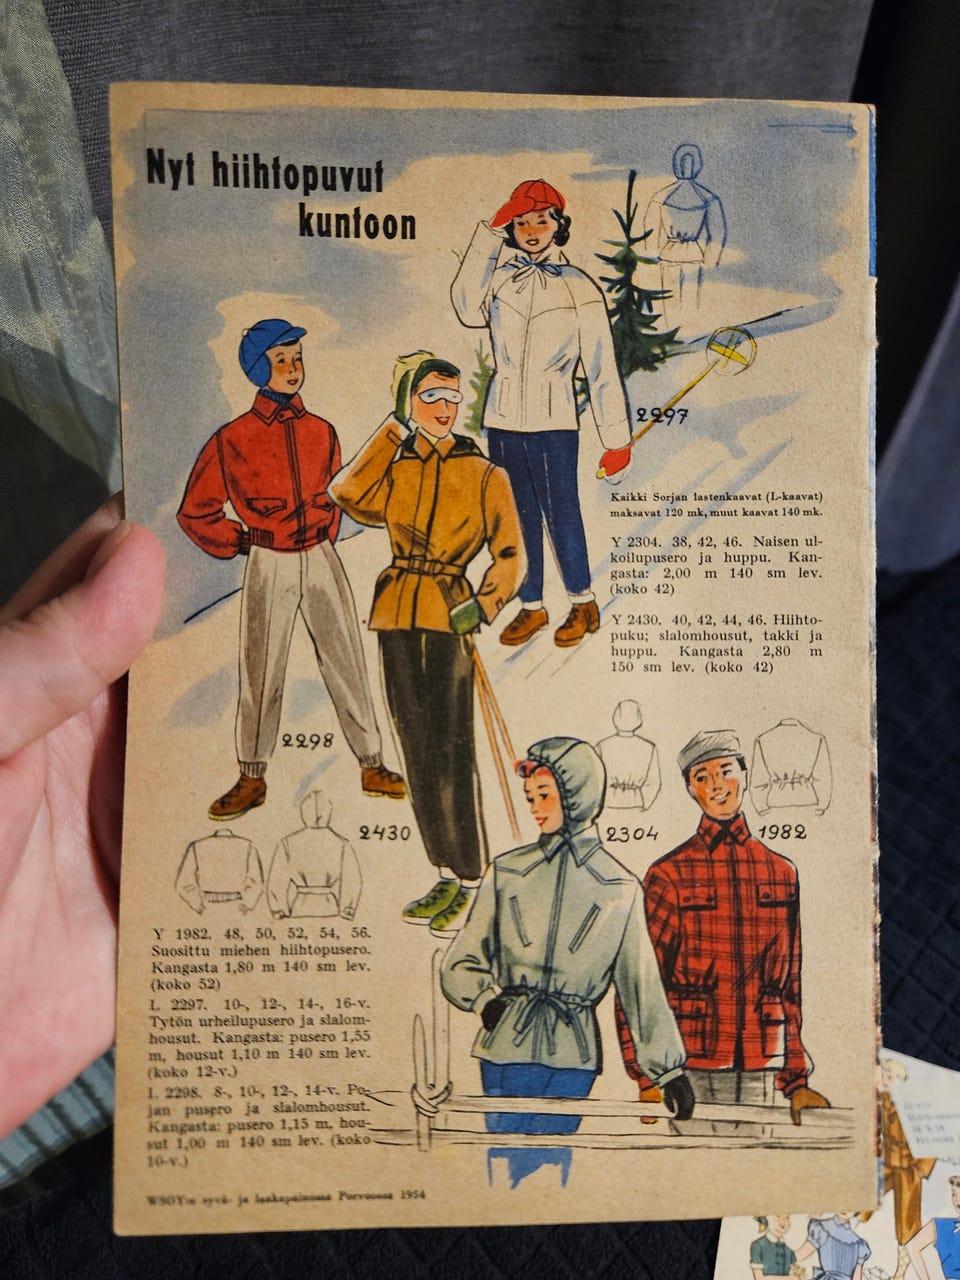 Nyt hiihtopuvut
kuntoon
2297
Kaikki Sorjan lastenkaavat (L-kaavat)
maksavat 120 mk, muut kaavat 140 mk.
Y 2304. 38, 42, 46. Naisen ul-
koilupusero ja huppu. Kan-
gasta: 2,00 m 140 sm lev.
(koko 42)
Y 2430. 40, 42, 44, 46. Hiihto-
puku; slalomhousut, takki ja
huppu. Kangasta 2,80 m
150 sm lev. (koko 42)
2298
2430
2304
1982
Y 1982. 48, 50, 52, 54, 56.
Suosittu miehen hiihtopusero.
Kangasta 1,80 m 140 sm lev.
(koko 52)
L 2297. 10-, 12-, 14-, 16-v.
Tytön urheilupusero ja slalom-
housut. Kangasta: pusero 1,55
m, housut 1,10 m 140 sm lev.
(koko 12-v.)
L 2298. 8-, 10-, 12-, 14-v. Po-
jan pusero ja slalomhousut.
Kangasta: pusero 1,15 m, hou-
sut 1,00 m 140 sm lev. (koko
10-v.)
WSOY:n syvä- ja laakapainossa Porvoossa 1954